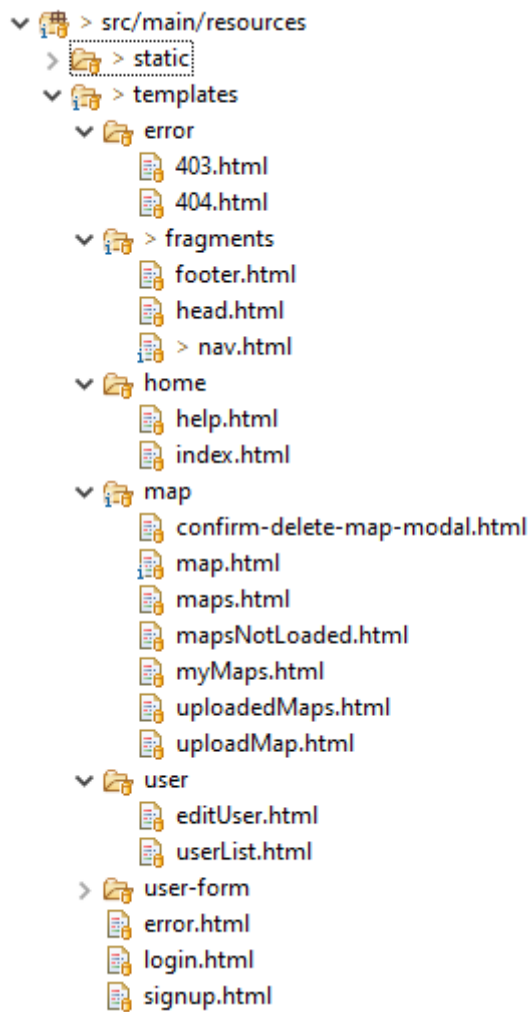 > src/main/resources
> static
> templates
error
403.html
404.html
> fragments
footer.html
head.html
> nav.html
home
help.html
index.html
map
confirm-delete-map-modal.html
map.html
maps.html
mapsNotLoaded.html
myMaps.html
uploadedMaps.html
uploadMap.html
user
editUser.html
userList.html
user-form
error.html
login.html
signup.html